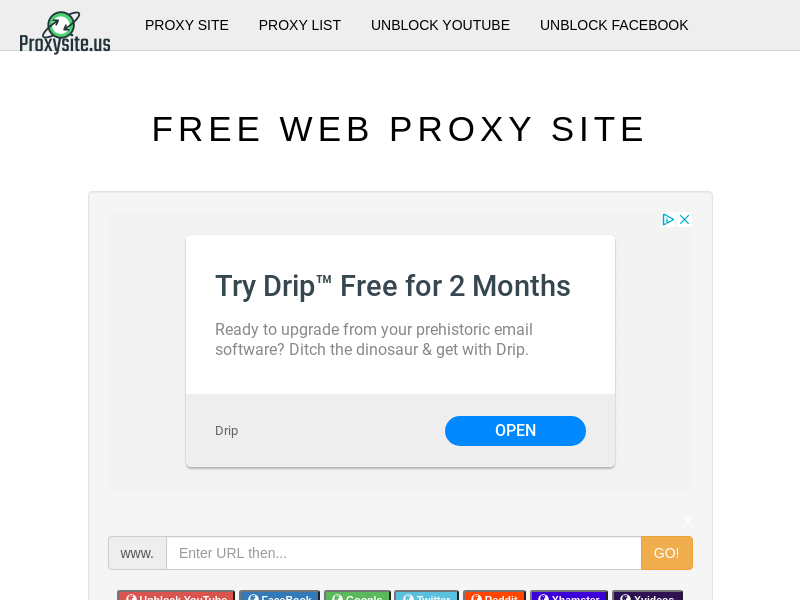 Proxysite.us
PROXY SITE PROXY LIST UNBLOCK YOUTUBE UNBLOCK FACEBOOK
FREE WEB PROXY SITE
Try Drip™ Free for 2 Months
Ready to upgrade from your prehistoric email
software? Ditch the dinosaur & get with Drip.
Drip
OPEN
X
www. Enter URL then... GO!
Unblock YouTube FaceBook Google Twitter Reddit Xhamster Xvideos